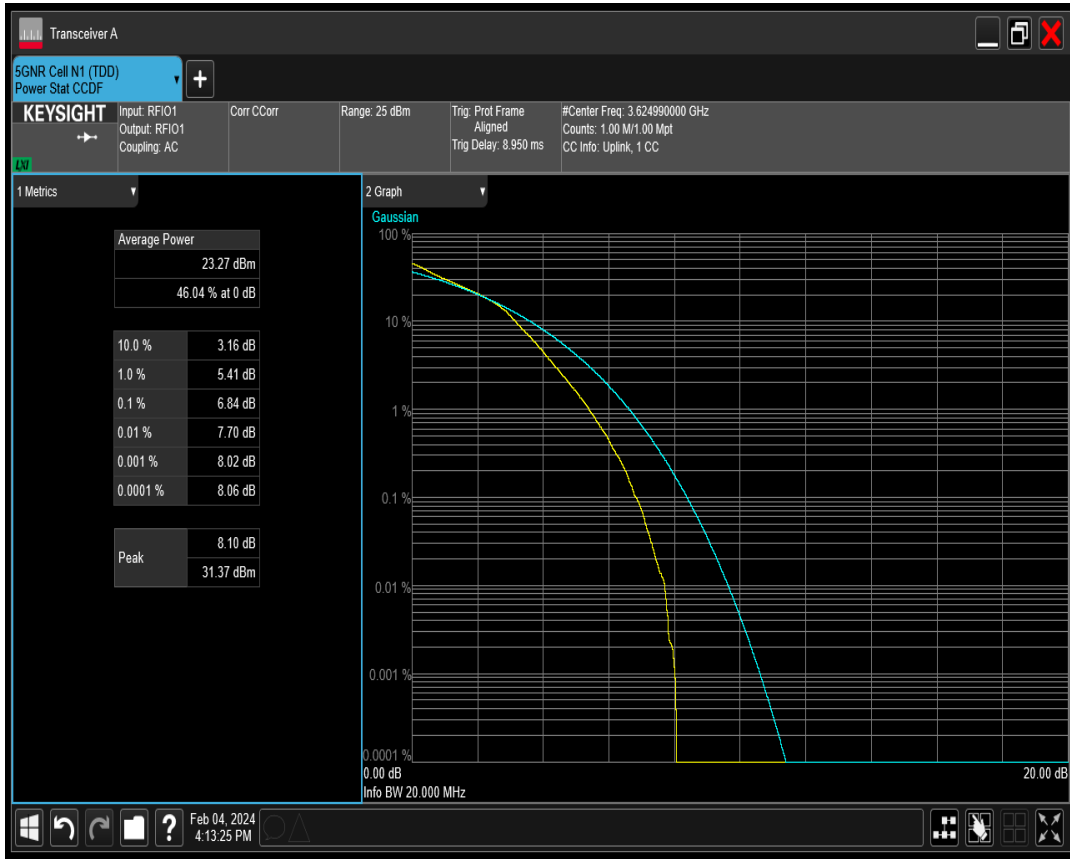 Transceiver A
5GNR Cell N1 (TDD)
Power Stat CCDF
+
KEYSIGHT
LXI
Input: RFIO1
Output: RFIO1
Coupling: AC
Corr CCorr
Range: 25 dBm
Trig: Prot Frame
Aligned
Trig Delay: 8.950 ms
#Center Freq: 3.624990000 GHz
Counts: 1.00 M/1.00 Mpt
CC Info: Uplink, 1 CC
1 Metrics
Average Power
23.27 dBm
46.04 % at 0 dB
10.0 % 3.16 dB
1.0 % 5.41 dB
0.1 % 6.84 dB
0.01 % 7.70 dB
0.001 % 8.02 dB
0.0001 % 8.06 dB
Peak 8.10 dB
31.37 dBm
2 Graph
Gaussian
100 %
10 %
1 %
0.1 %
0.01 %
0.001 %
0.0001 %
0.00 dB 20.00 dB
Info BW 20.000 MHz
?
Feb 04, 2024
4:13:25 PM